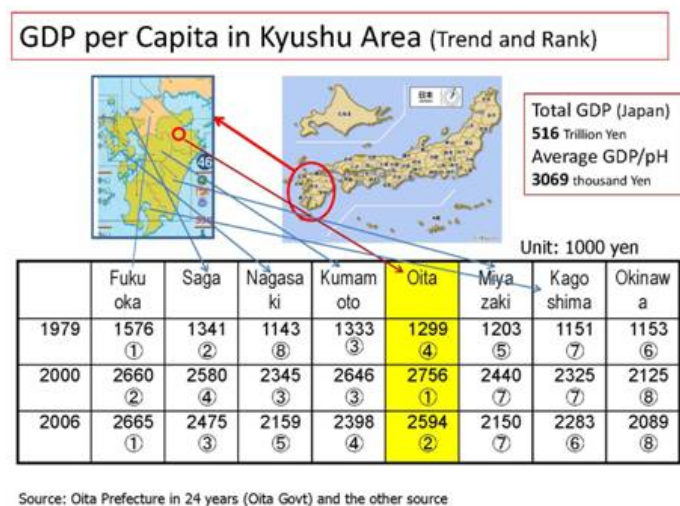 GDP per Capita in Kyushu Area (Trend and Rank)
46
日本
Total GDP (Japan)
516 Trillion Yen
Average GDP/pH
3069 thousand Yen
Unit: 1000 yen
Fuku oka Saga Nagasa ki Kumam oto Oita Miya zaki Kago shima Okinaw a
1979 1576 1341 1143 1333 1299 1203 1151 1153
① ② ⑧ ③ ④ ⑤ ⑦ ⑥
2000 2660 2580 2345 2646 2756 2440 2325 2125
② ④ ③ ③ ① ⑦ ⑦ ⑧
2006 2665 2475 2159 2398 2594 2150 2283 2089
① ③ ⑤ ④ ② ⑦ ⑥ ⑧
Source: Oita Prefecture in 24 years (Oita Govt) and the other source